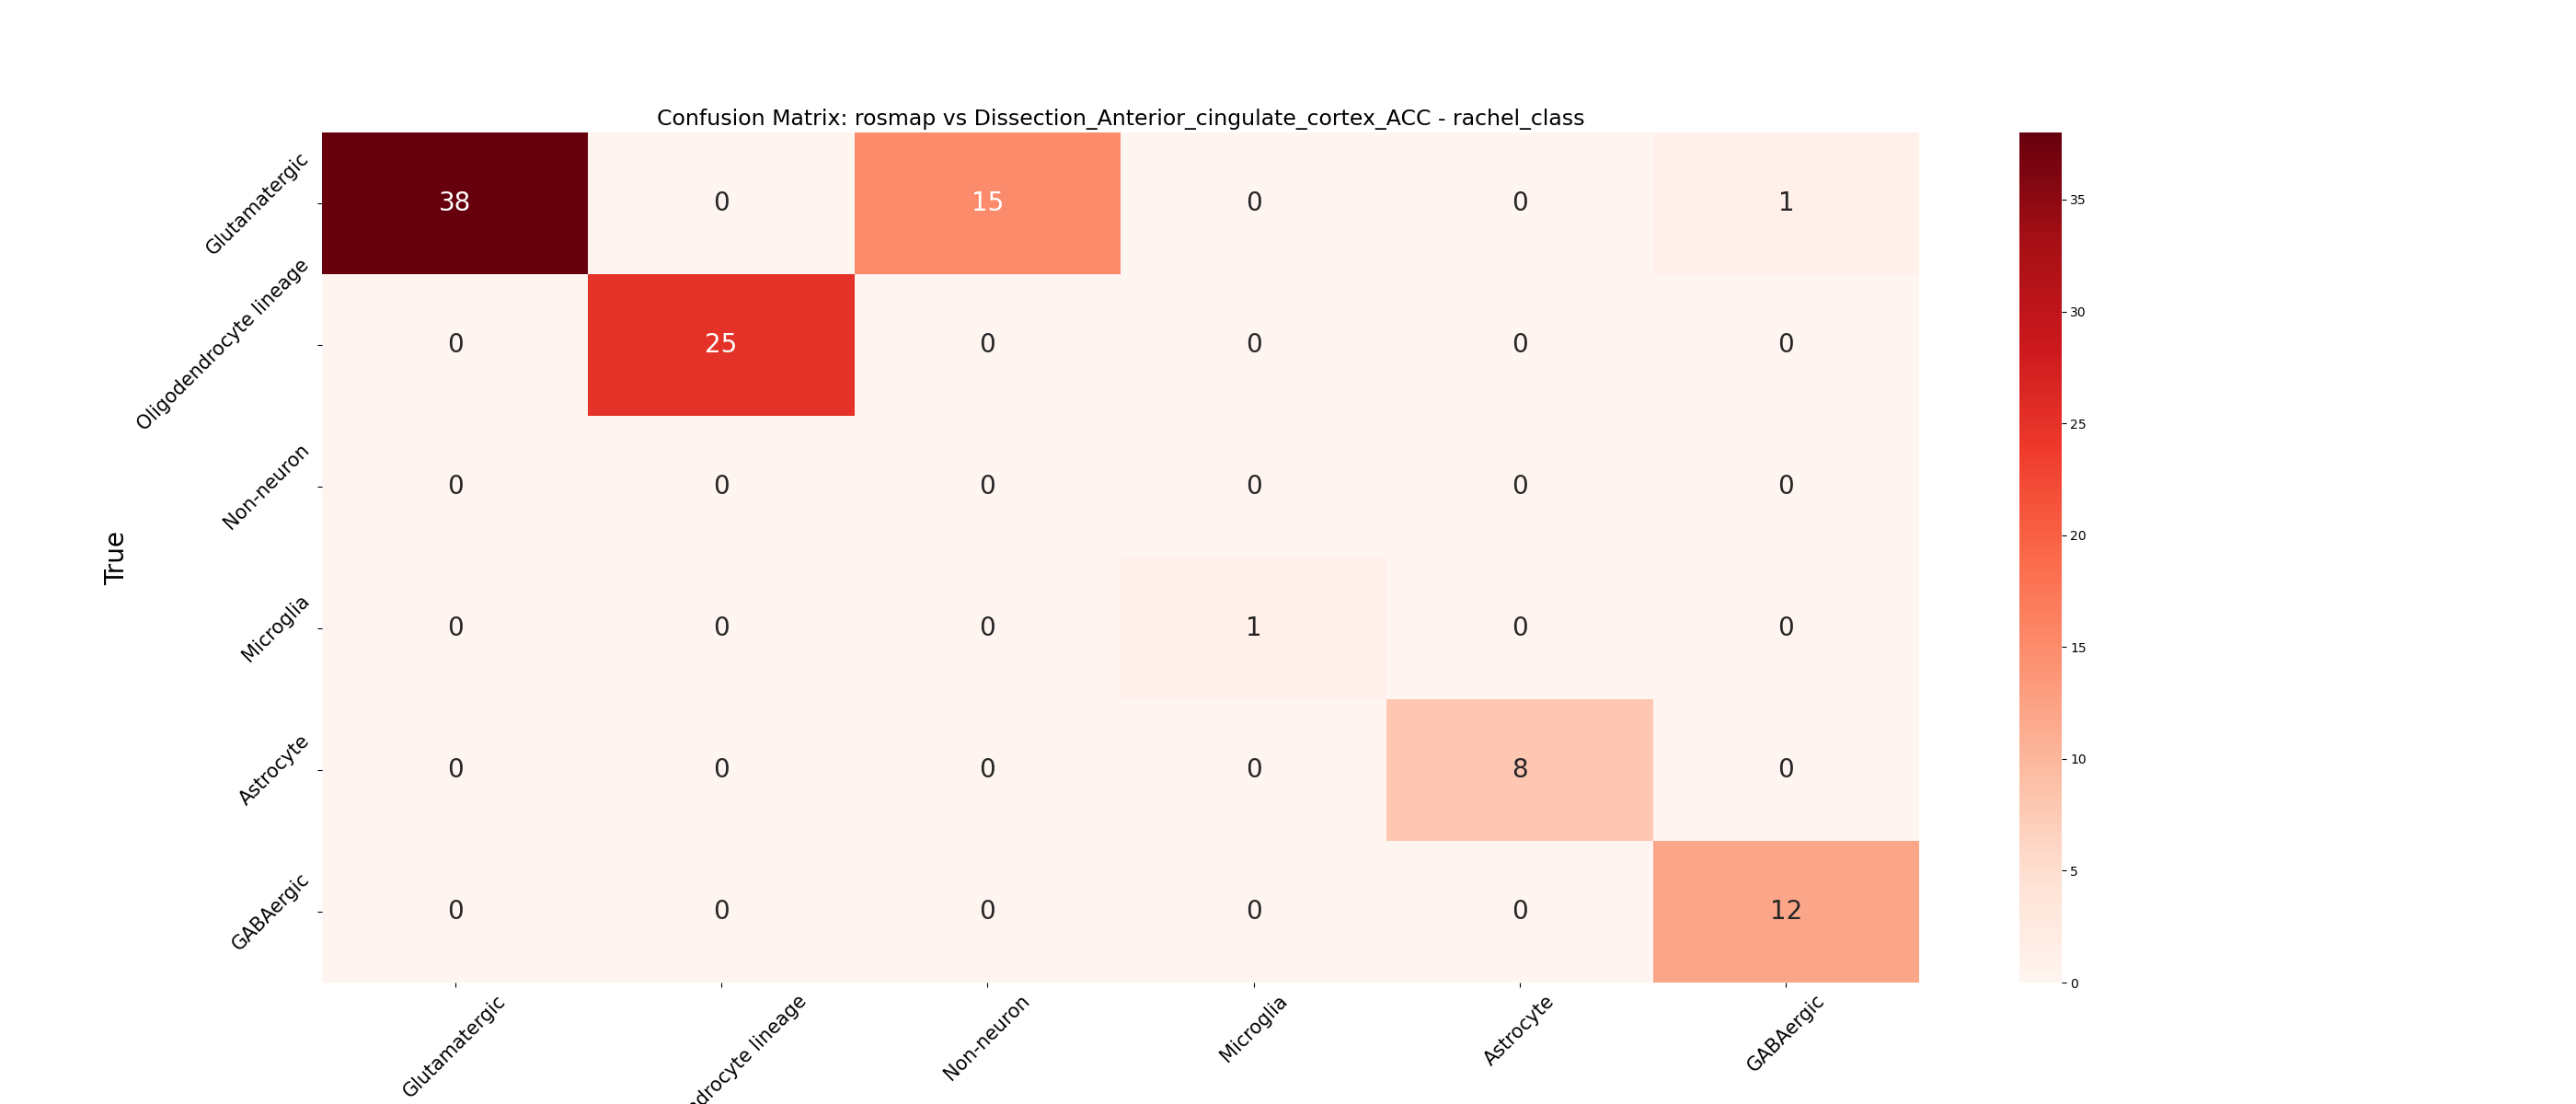 Confusion Matrix: rosmap vs Dissection_Anterior_cingulate_cortex_ACC - rachel_class
Glutamatergic
38 0 15 0 0 1
Oligodendrocyte lineage
0 25 0 0 0 0
Non-neuron
0 0 0 0 0 0
True
Microglia
0 0 0 1 0 0
Astrocyte
0 0 0 0 8 0
GABAergic
0 0 0 0 0 12
Glutamatergic
lineage
Non-neuron
Microglia
Astrocyte
GABAergic
35
30
25
20
15
10
5
0